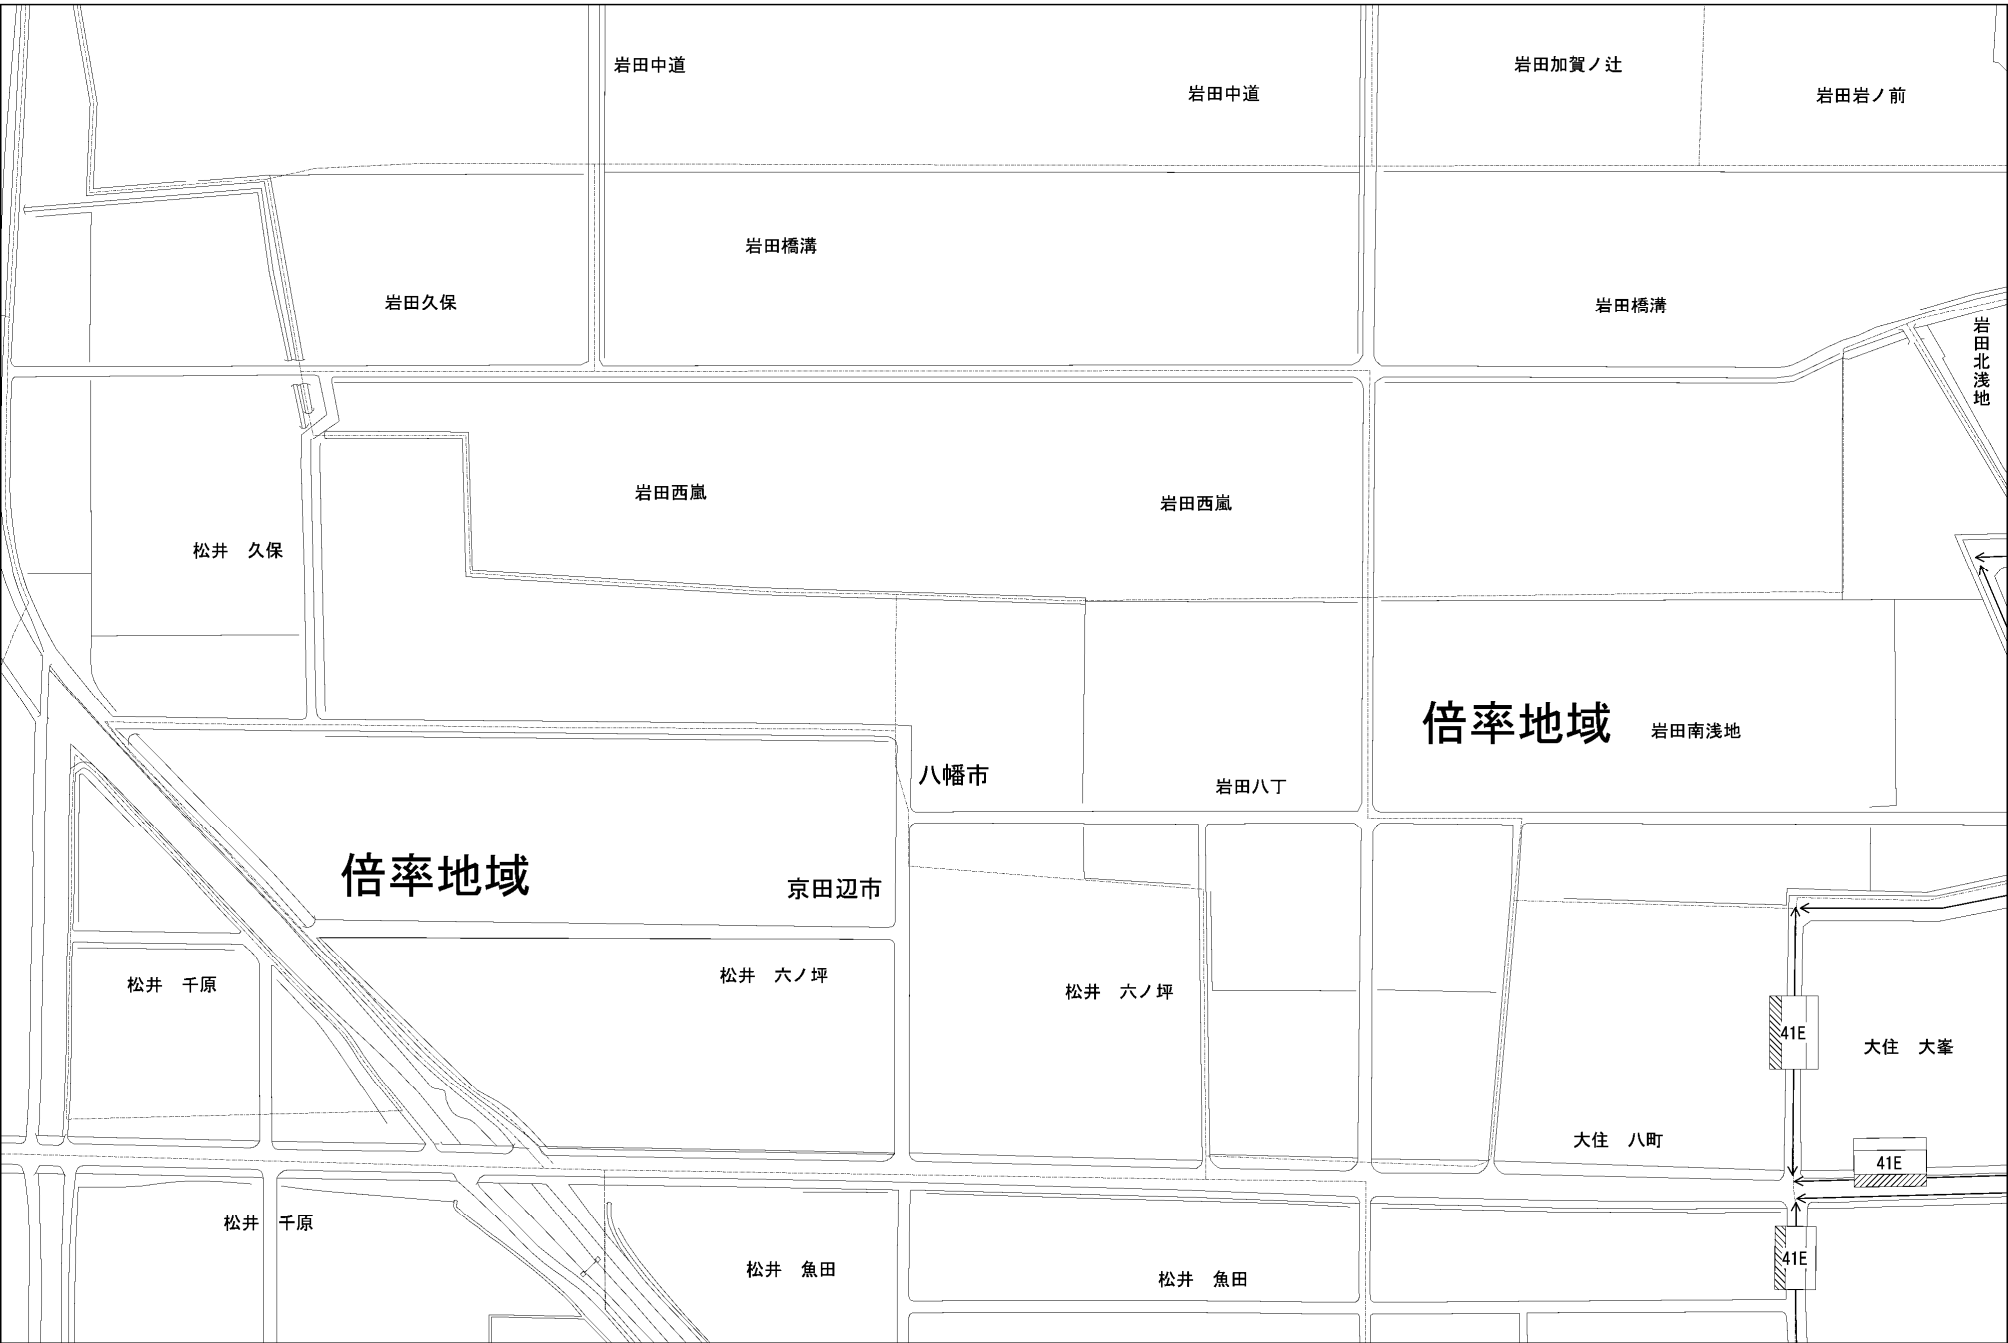 岩田中道
岩田加賀ノ辻
岩田中道
岩田岩ノ前
岩田橋溝
岩田久保
岩田橋溝
岩田北浅地
岩田西嵐
岩田西嵐
松井　久保
倍率地域
岩田南浅地
八幡市
岩田八丁
倍率地域
京田辺市
松井　千原
松井　六ノ坪
松井　六ノ坪
41E
大住　大峯
大住　八町
41E
松井　千原
41E
松井　魚田
松井　魚田